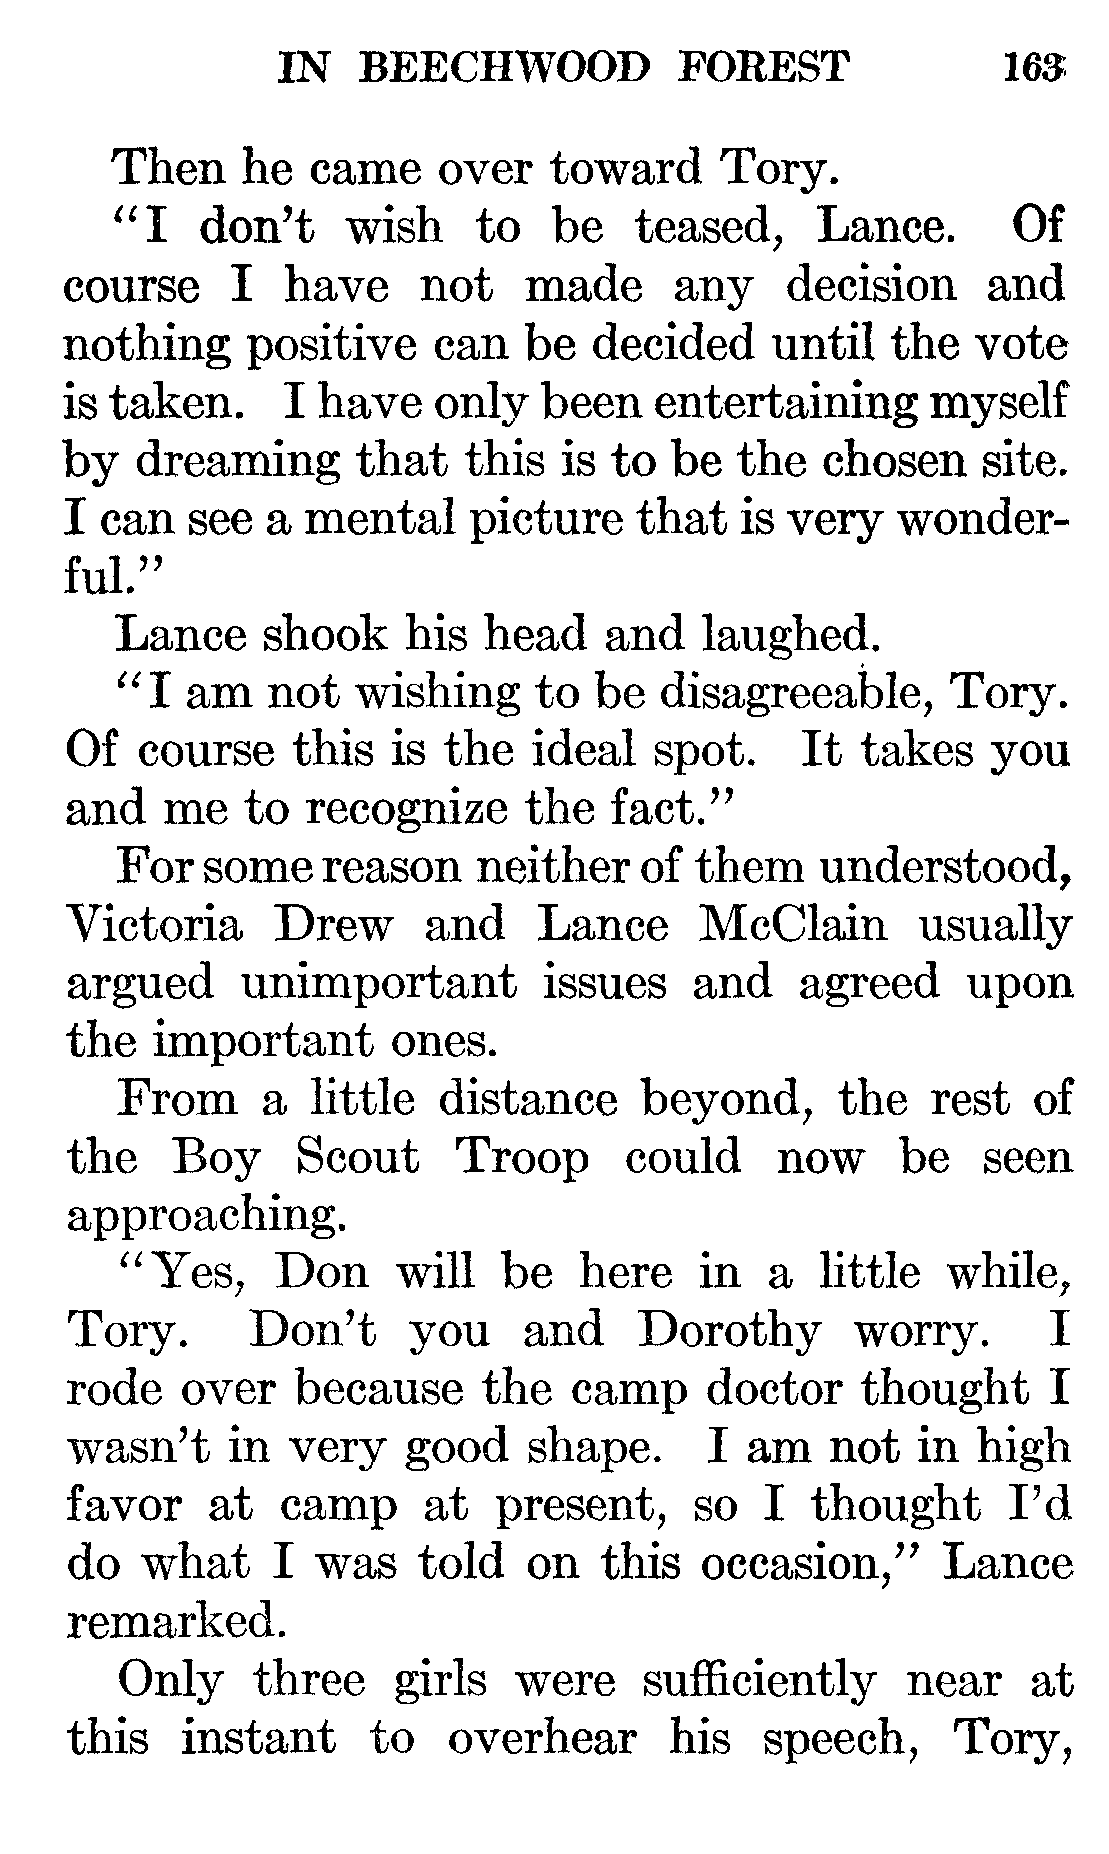 IN BEECHWOOD FOREST 163
Then he came over toward Tory.
"I don't wish to be teased, Lance. Of
course I have not made any decision and
nothing positive can be decided until the vote
is taken. I have only been entertaining myself
by dreaming that this is to be the chosen site.
I can see a mental picture that is very wonder-
ful."
Lance shook his head and laughed.
"I am not wishing to be disagreeable, Tory.
Of course this is the ideal spot. It takes you
and me to recognize the fact."
For some reason neither of them understood,
Victoria Drew and Lance McClain usually
argued unimportant issues and agreed upon
the important ones.
From a little distance beyond, the rest of
the Boy Scout Troop could now be seen
approaching.
"Yes, Don will be here in a little while,
Tory. Don't you and Dorothy worry. I
rode over because the camp doctor thought I
wasn't in very good shape. I am not in high
favor at camp at present, so I thought I'd
do what I was told on this occasion," Lance
remarked.
Only three girls were sufficiently near at
this instant to overhear his speech, Tory,